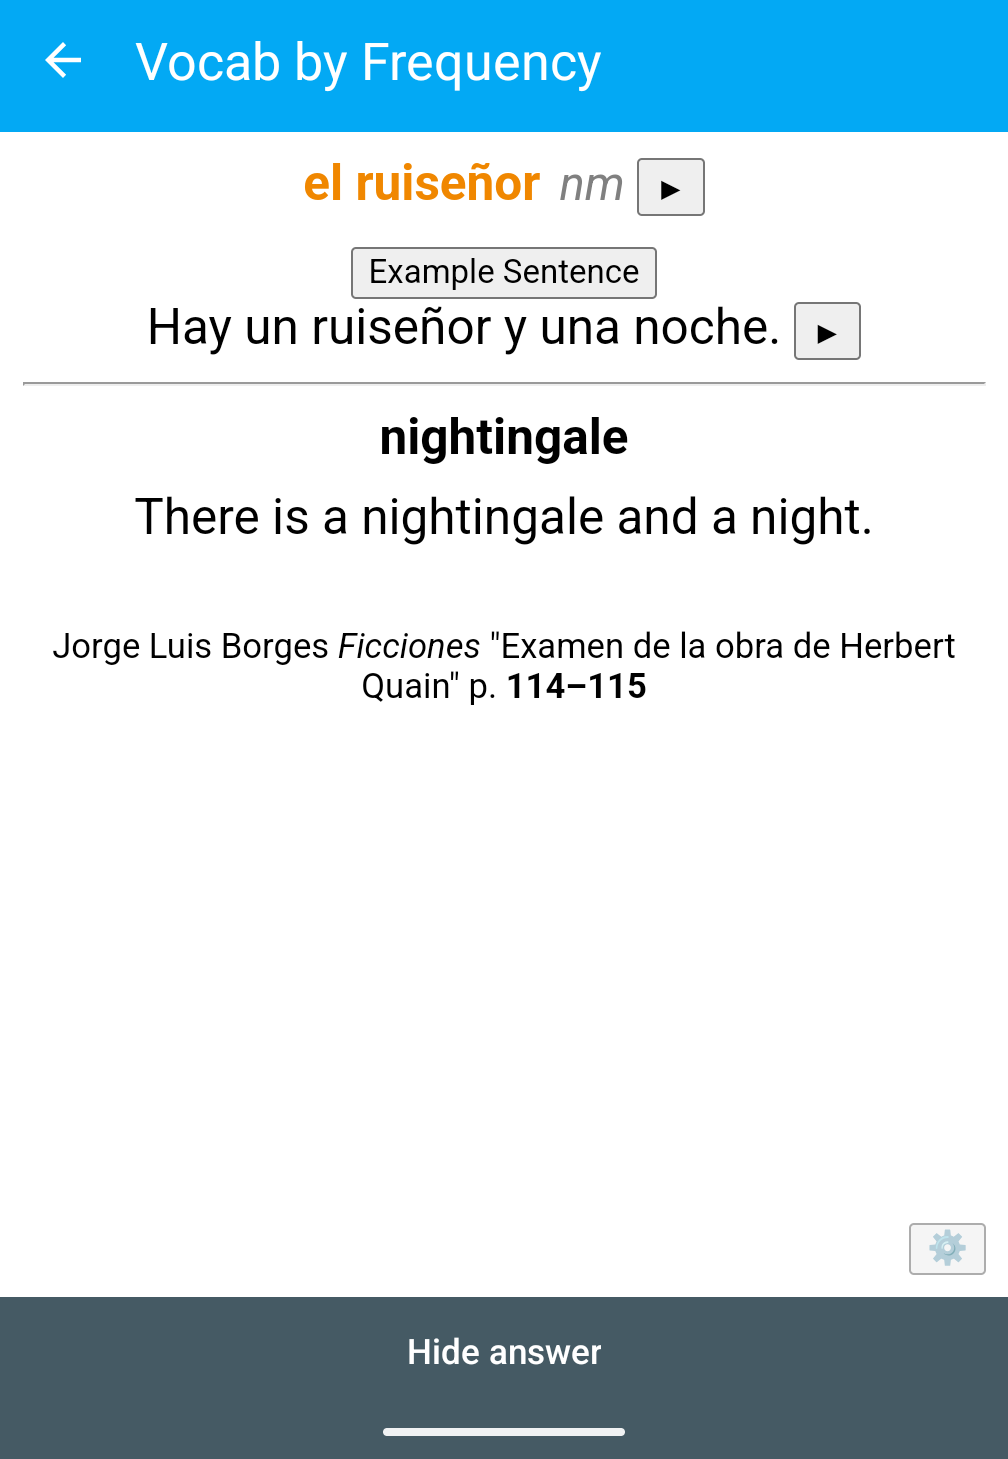 Vocab by Frequency
el ruiseñor nm
Example Sentence
Hay un ruiseñor y una noche.
nightingale
There is a nightingale and a night.
Jorge Luis Borges Ficciones "Examen de la obra de Herbert
Quain" p. 114–115
Hide answer